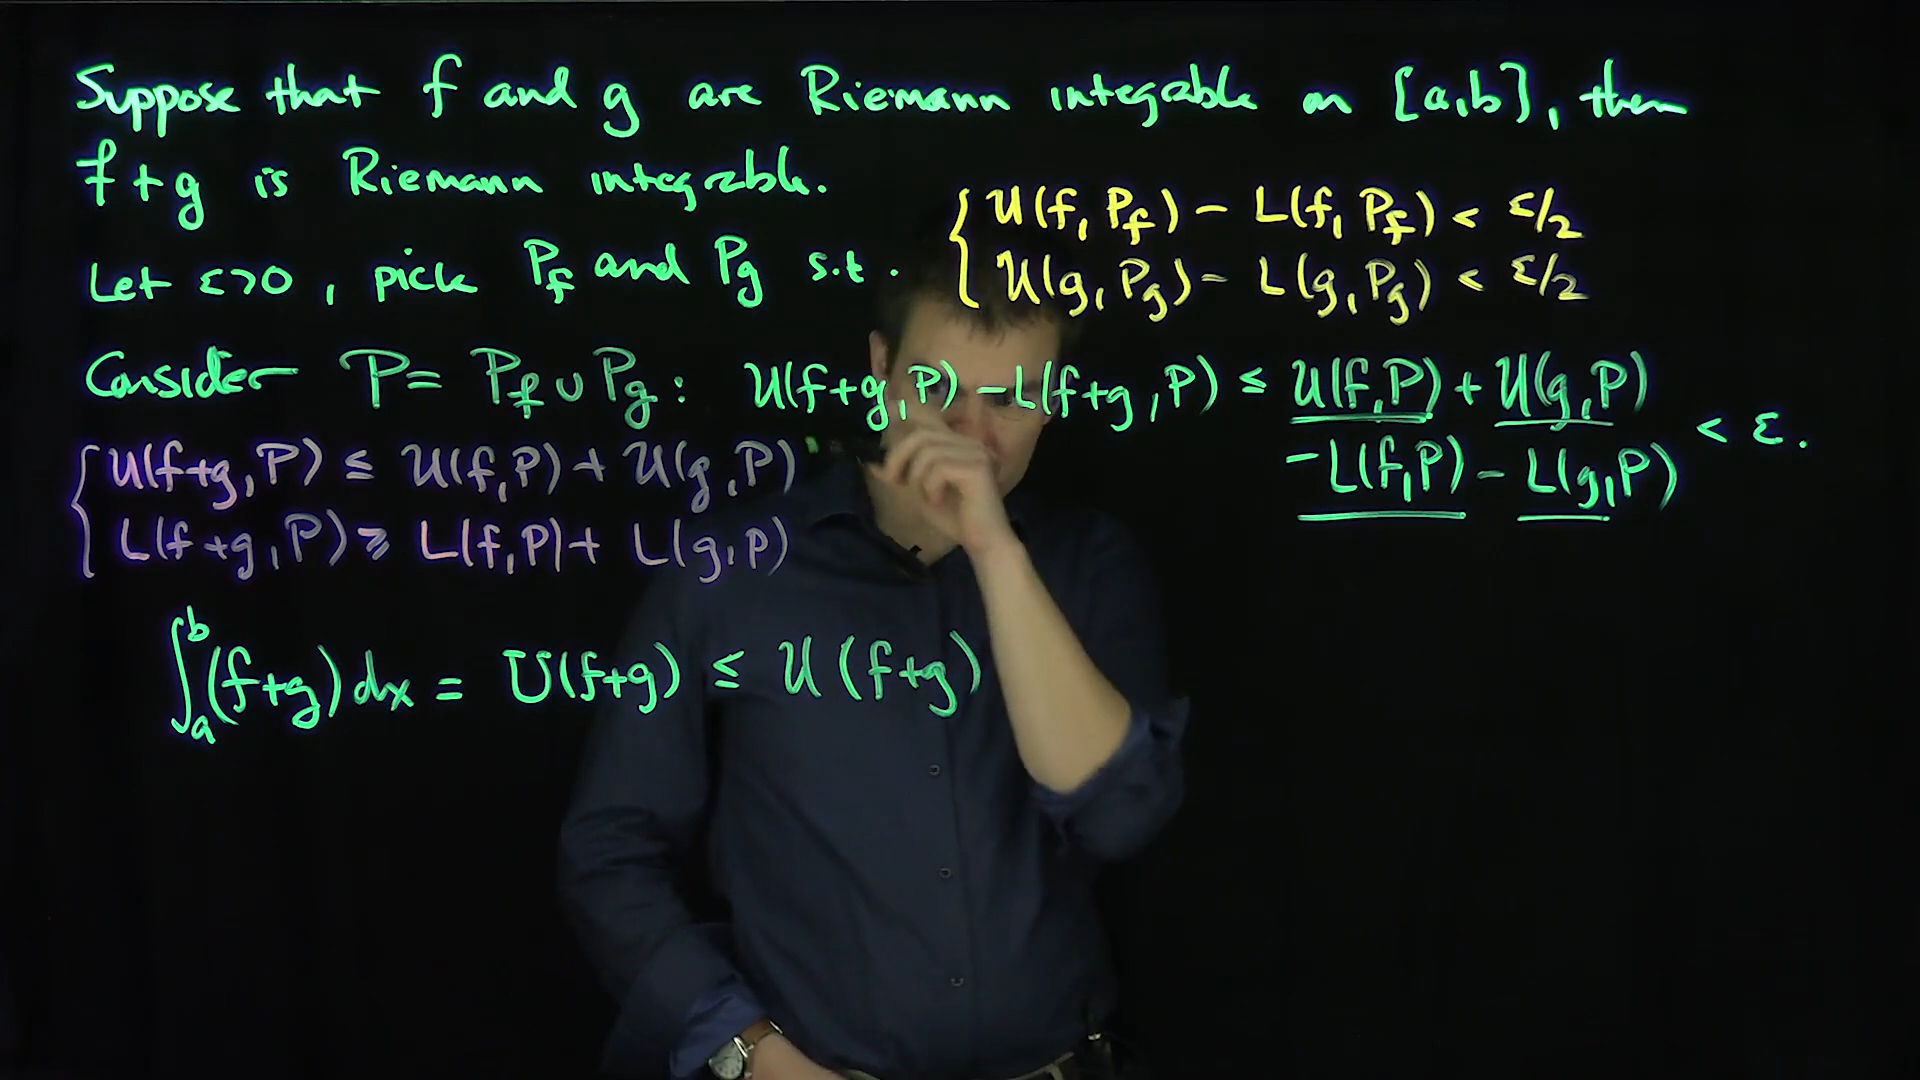 Suppose that f and g are Riemann integrable on [a,b], then
f+g is Riemann integrable.
Let ε>0, pick P_f and P_g s.t. { U(f, P_f) - L(f, P_f) < ε/2
U(g, P_g) - L(g, P_g) < ε/2
Consider P = P_f ∪ P_g : U(f+g, P) - L(f+g, P) ≤ U(f,P) + U(g,P)
-L(f,P) - L(g,P) < ε.
{ U(f+g, P) ≤ U(f,P) + U(g,P)
L(f+g, P) ≥ L(f,P) + L(g,P)
∫_a^b (f+g) dx = U(f+g) ≤ U(f+g)